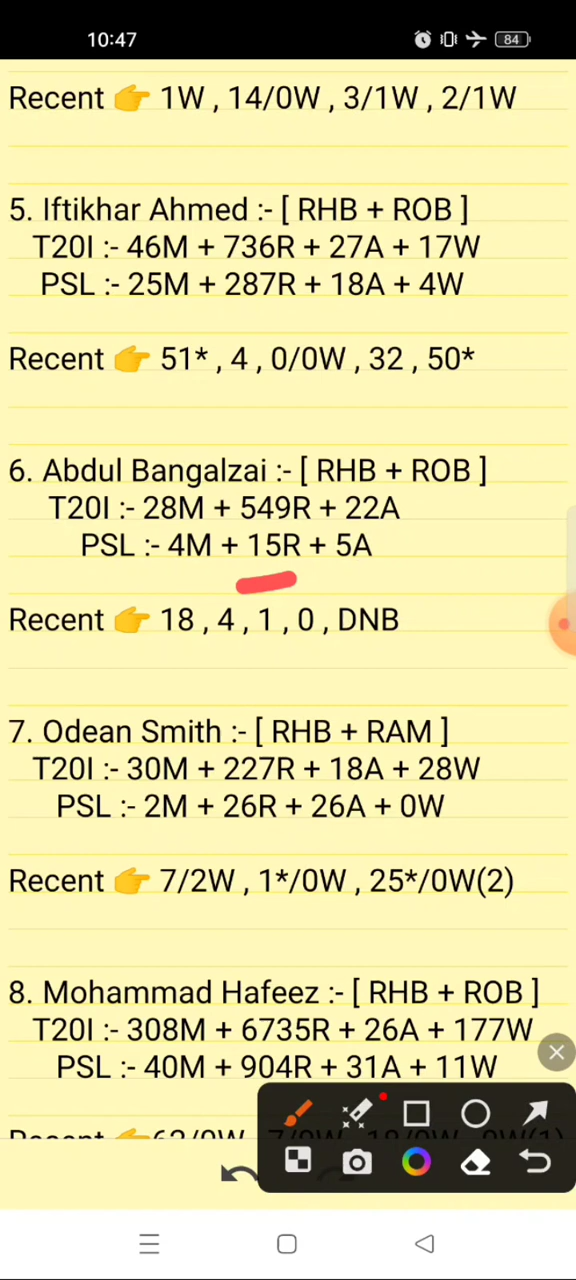 10:47
84
Recent 👉 1W , 14/0W , 3/1W , 2/1W
5. Iftikhar Ahmed :- [ RHB + ROB ]
T20I :- 46M + 736R + 27A + 17W
PSL :- 25M + 287R + 18A + 4W
Recent 👉 51* , 4 , 0/0W , 32 , 50*
6. Abdul Bangalzai :- [ RHB + ROB ]
T20I :- 28M + 549R + 22A
PSL :- 4M + 15R + 5A
Recent 👉 18 , 4 , 1 , 0 , DNB
7. Odean Smith :- [ RHB + RAM ]
T20I :- 30M + 227R + 18A + 28W
PSL :- 2M + 26R + 26A + 0W
Recent 👉 7/2W , 1*/0W , 25*/0W(2)
8. Mohammad Hafeez :- [ RHB + ROB ]
T20I :- 308M + 6735R + 26A + 177W
PSL :- 40M + 904R + 31A + 11W